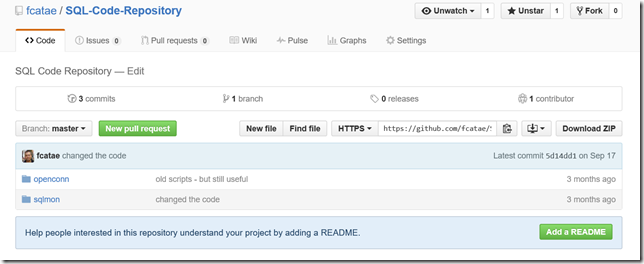 fcatae / SQL-Code-Repository
Unwatch 1 Unstar 1 Fork 0
Code Issues 0 Pull requests 0 Wiki Pulse Graphs Settings
SQL Code Repository — Edit
3 commits 1 branch 0 releases 1 contributor
Branch: master New pull request New file Find file HTTPS https://github.com/fcatae/ Download ZIP
fcatae changed the code Latest commit 5d14dd1 on Sep 17
openconn old scripts - but still useful 3 months ago
sqlmon changed the code 3 months ago
Help people interested in this repository understand your project by adding a README. Add a README